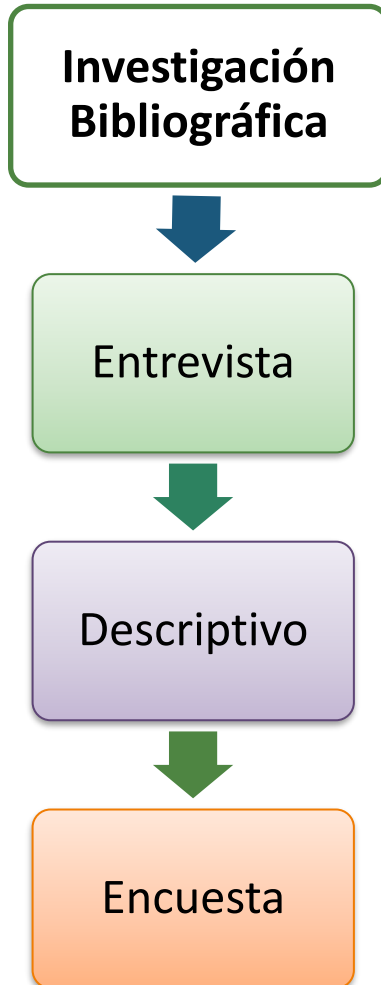 Investigación
Bibliográfica
Entrevista
Descriptivo
Encuesta